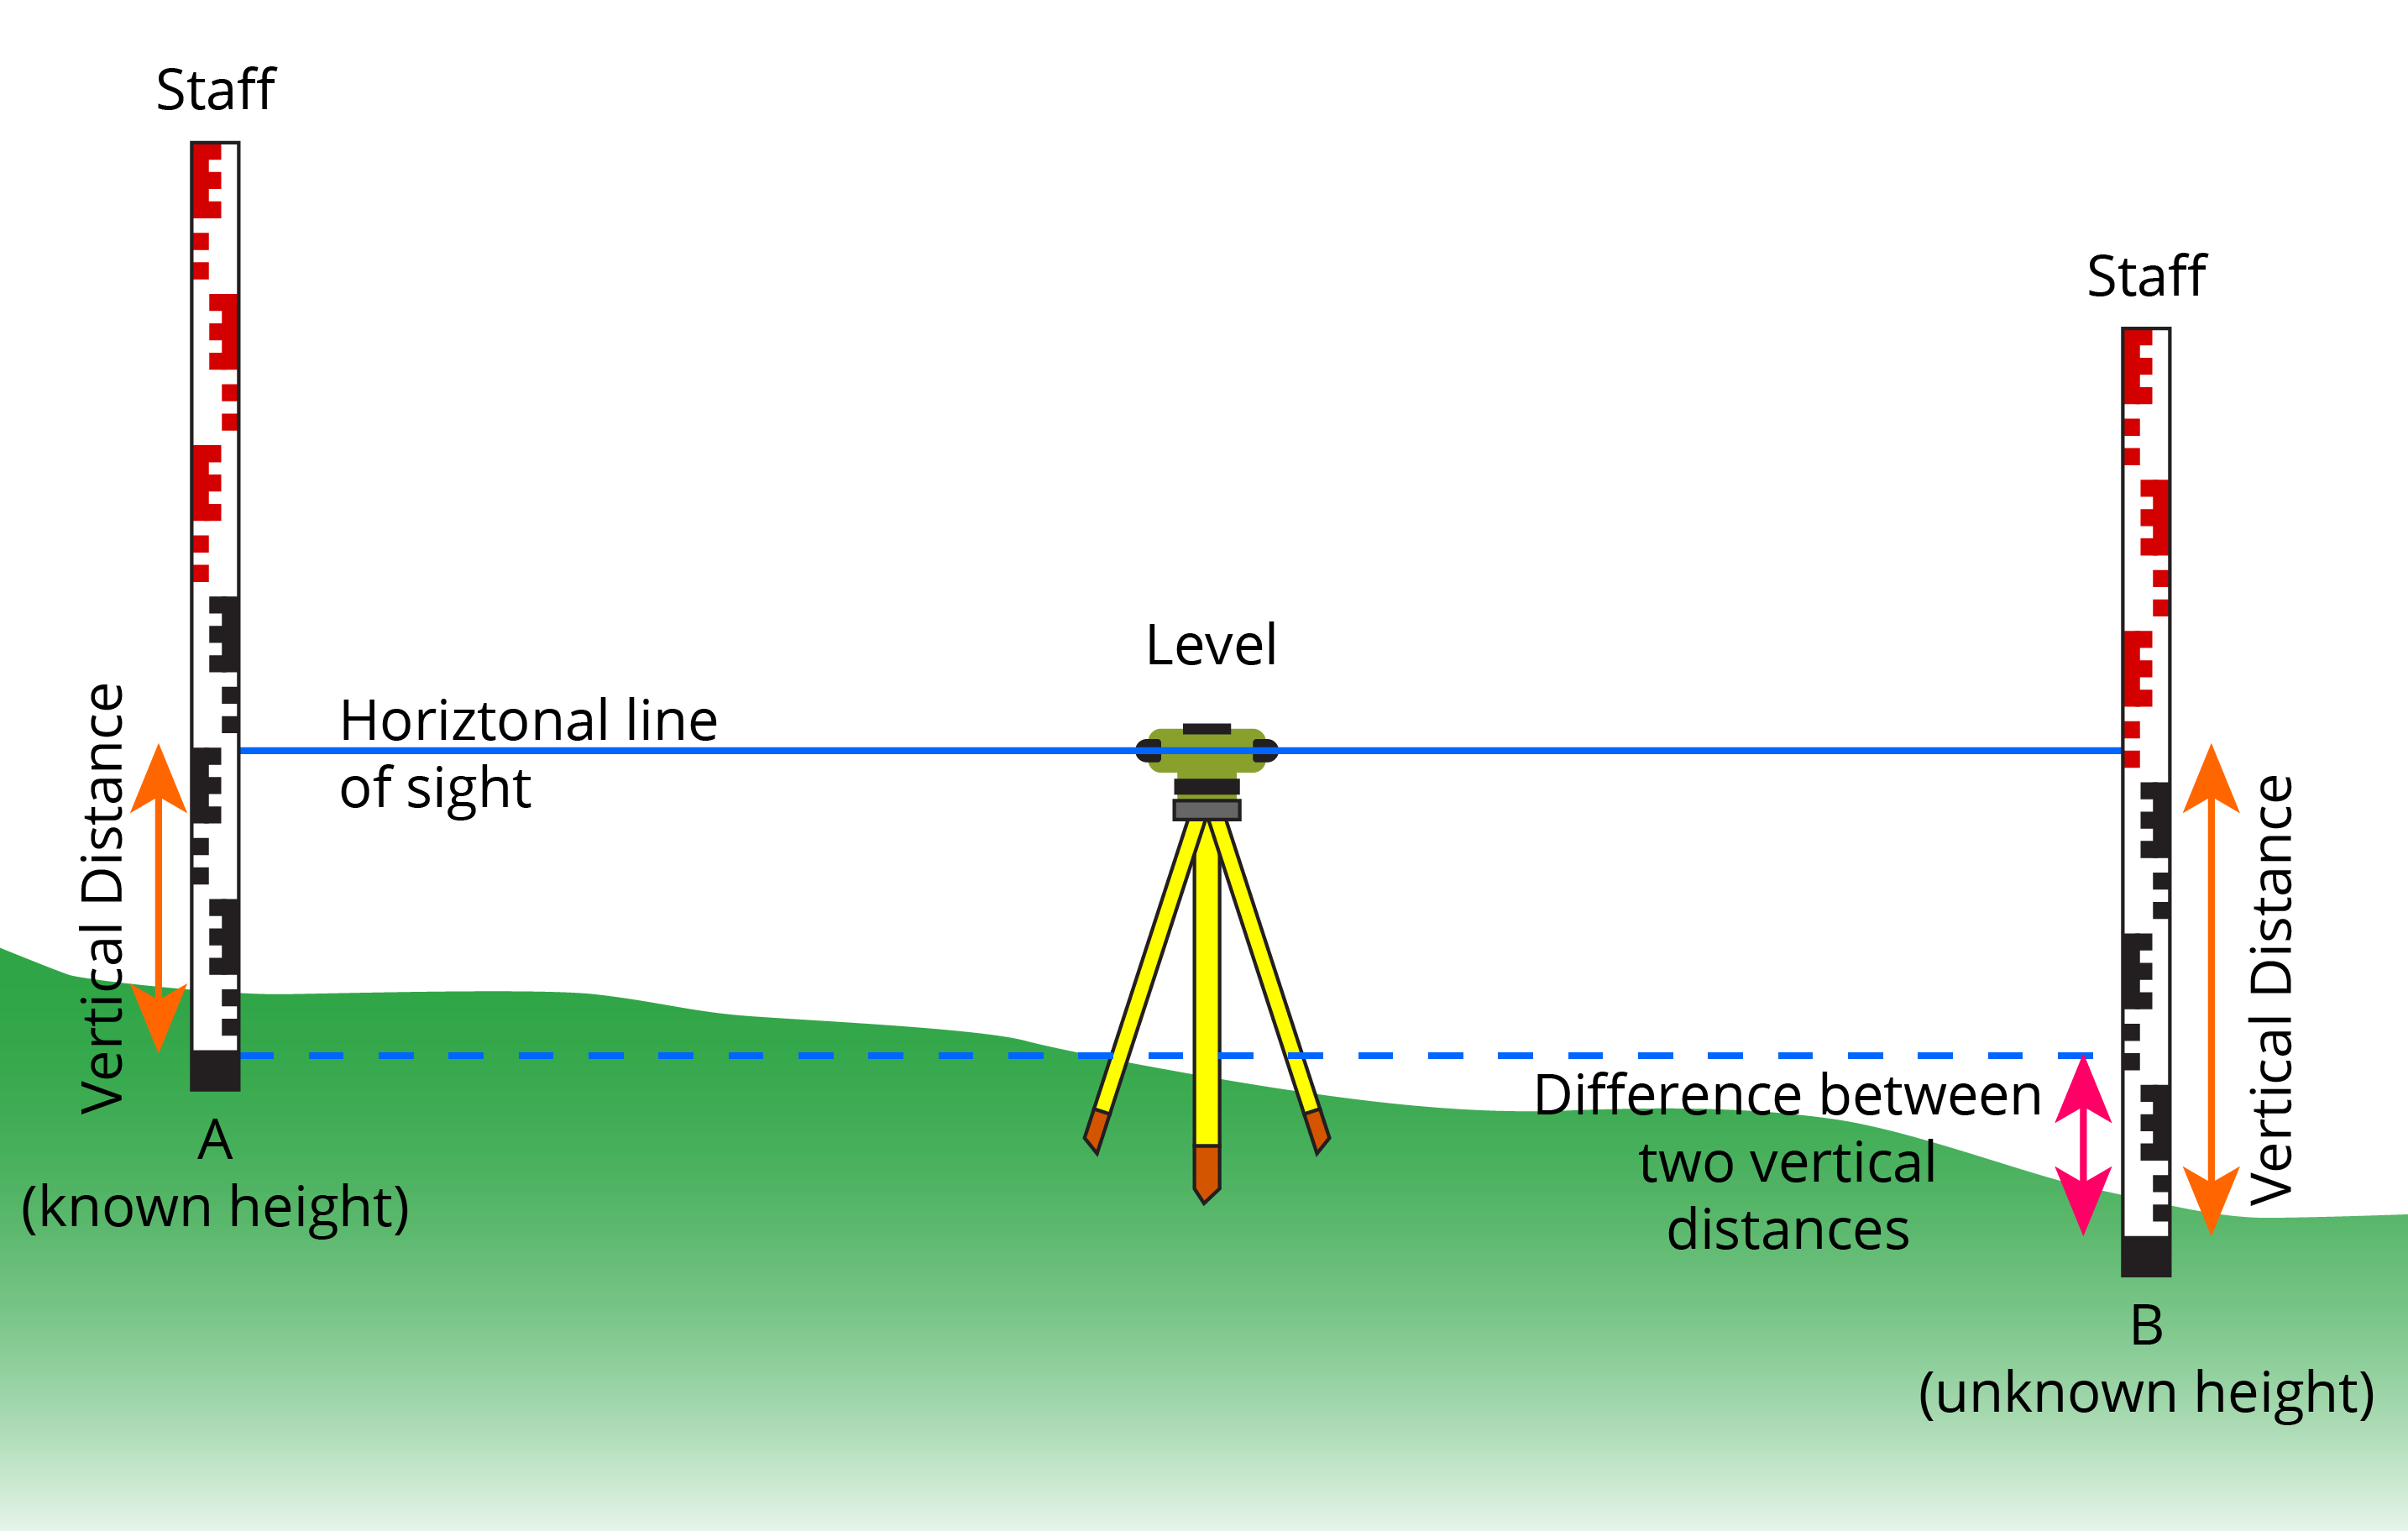 Staff
Staff
Level
Horiztonal line
of sight
Vertical Distance
Vertical Distance
Difference between
two vertical
distances
A
(known height)
B
(unknown height)